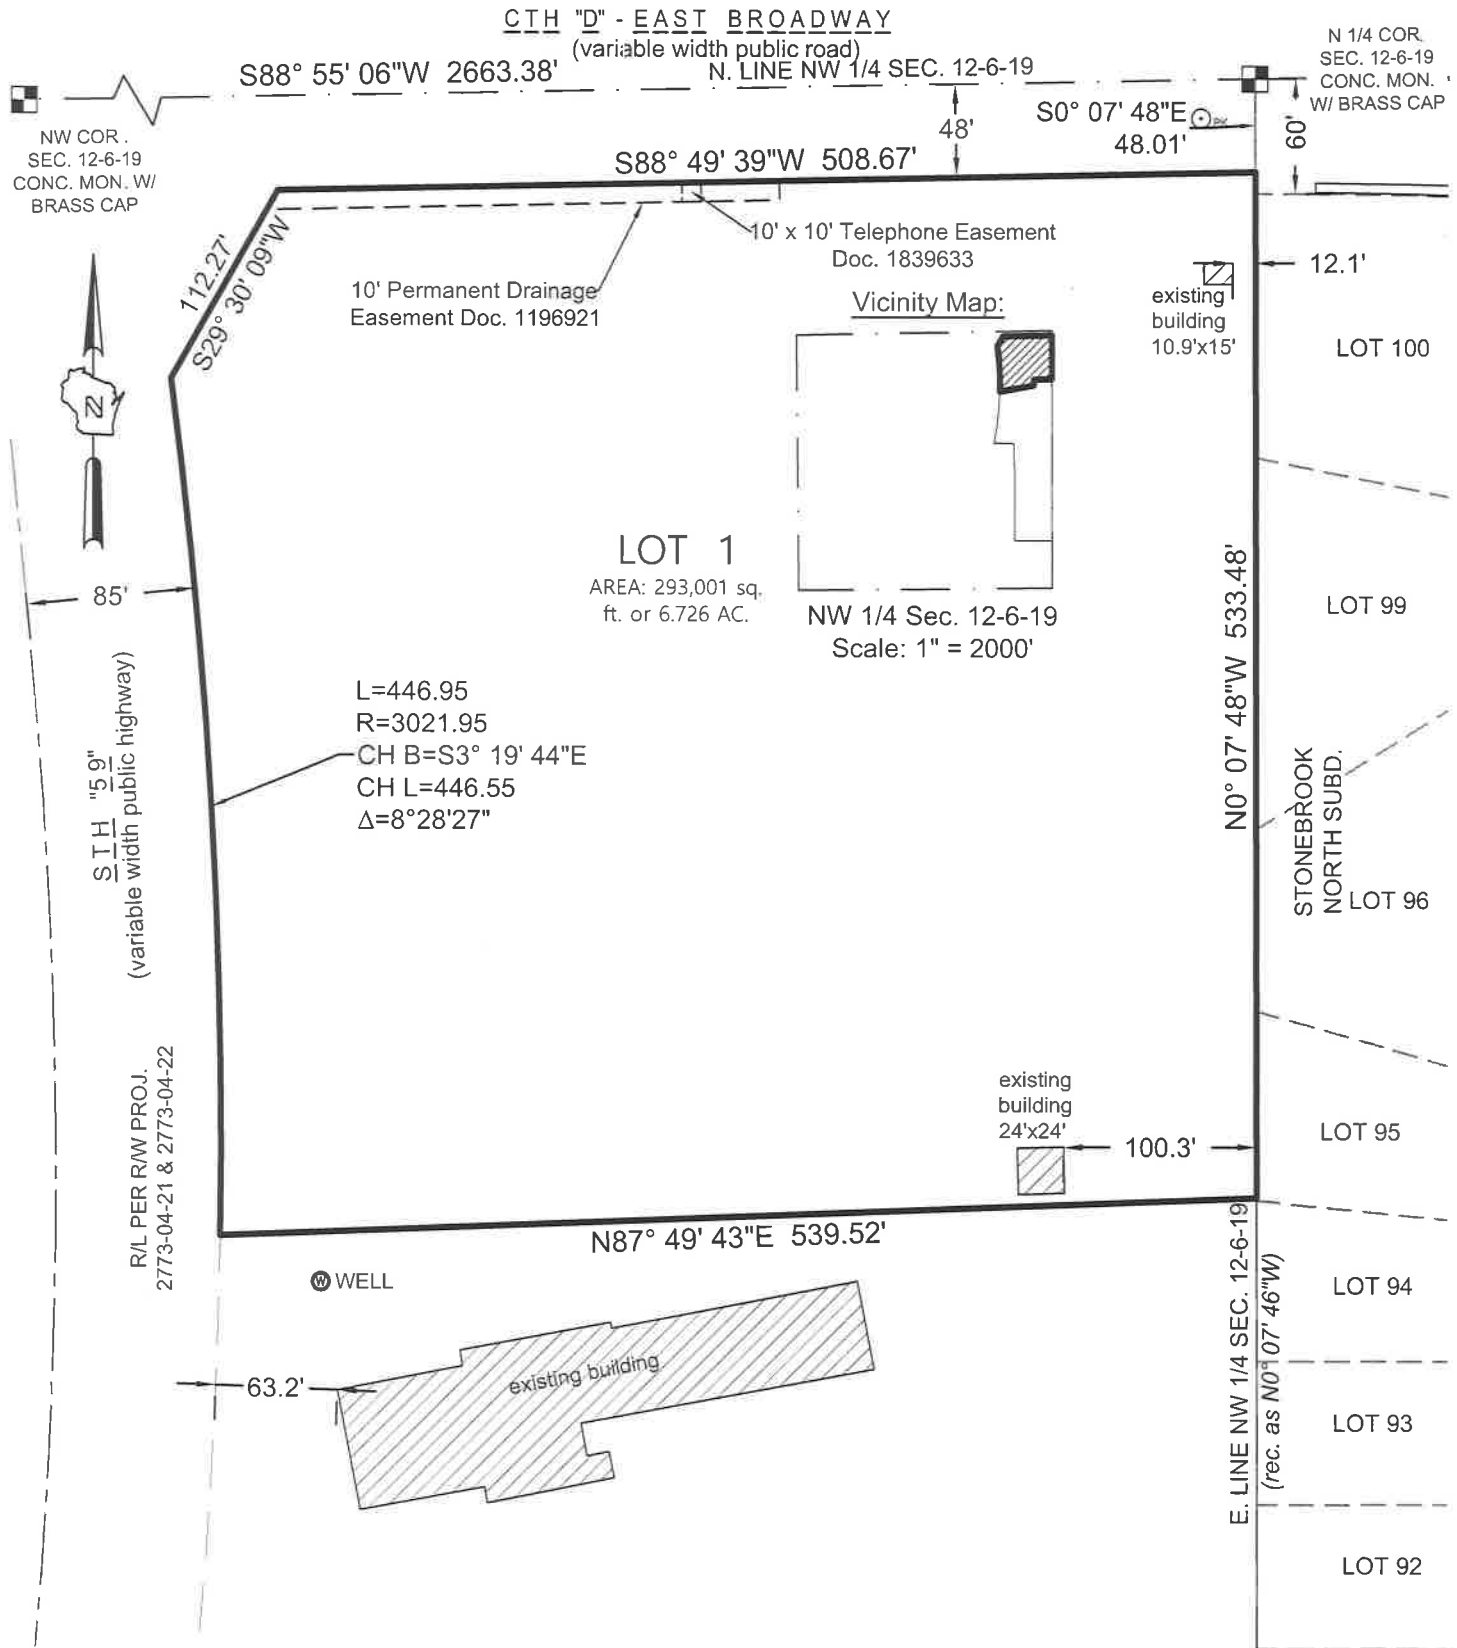 CTH "D" - EAST BROADWAY
(variable width public road)
S88° 55' 06"W 2663.38'
N. LINE NW 1/4 SEC. 12-6-19
N 1/4 COR.
SEC. 12-6-19
CONC. MON.
W/ BRASS CAP
NW COR.
SEC. 12-6-19
CONC. MON. W/
BRASS CAP
48'
S0° 07' 48"E
48.01'
60'
S88° 49' 39"W 508.67'
112.27'
S29° 30' 09"W
10' x 10' Telephone Easement
Doc. 1839633
10' Permanent Drainage
Easement Doc. 1196921
12.1'
existing
building
10.9'x15'
Vicinity Map:
NW 1/4 Sec. 12-6-19
Scale: 1" = 2000'
LOT 100
N
LOT 1
AREA: 293,001 sq.
ft. or 6.726 AC.
85'
LOT 99
N0° 07' 48"W 533.48'
L=446.95
R=3021.95
CH B=S3° 19' 44"E
CH L=446.55
Δ=8°28'27"
STH "59"
(variable width public highway)
STONEBROOK
NORTH SUBD.
LOT 96
R/L PER R/W PROJ.
2773-04-21 & 2773-04-22
existing
building
24'x24'
100.3'
LOT 95
N87° 49' 43"E 539.52'
W WELL
E. LINE NW 1/4 SEC. 12-6-19
(rec. as N0° 07' 46"W)
LOT 94
existing building
63.2'
LOT 93
LOT 92